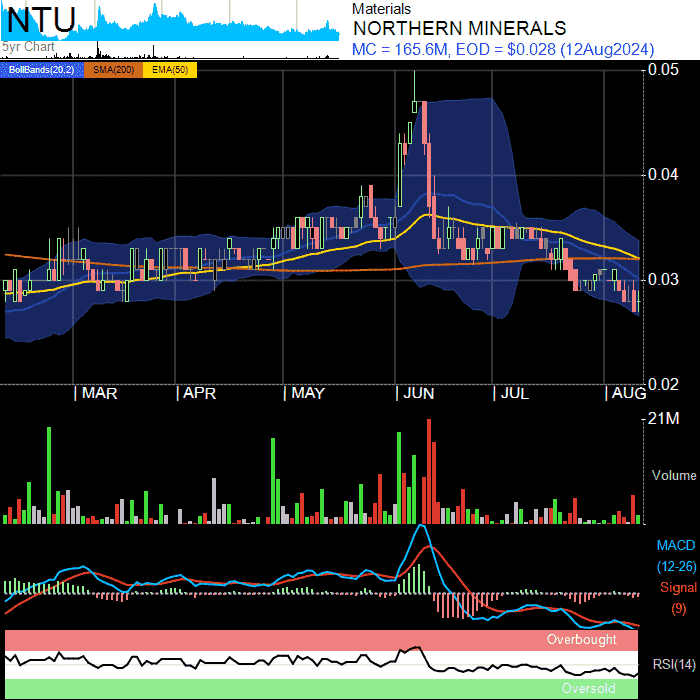 NTU
5yr Chart
Materials
NORTHERN MINERALS
MC = 165.6M, EOD = $0.028 (12Aug2024)
BollBands(20,2) SMA(200) EMA(50)
0.05
0.04
0.03
0.02
MAR APR MAY JUN JUL AUG
21M
Volume
MACD
(12-26)
Signal
(9)
Overbought
RSI(14)
Oversold